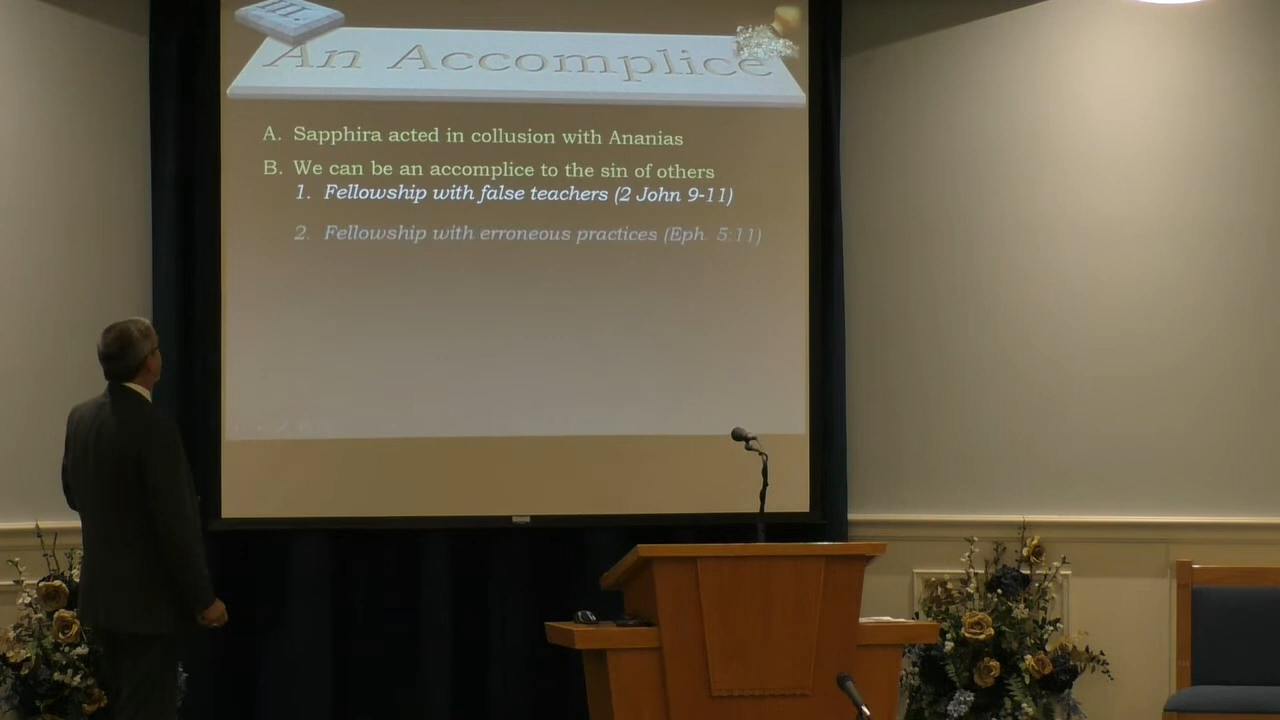 III.
An Accomplice
A. Sapphira acted in collusion with Ananias
B. We can be an accomplice to the sin of others
1. Fellowship with false teachers (2 John 9-11)
2. Fellowship with erroneous practices (Eph. 5:11)